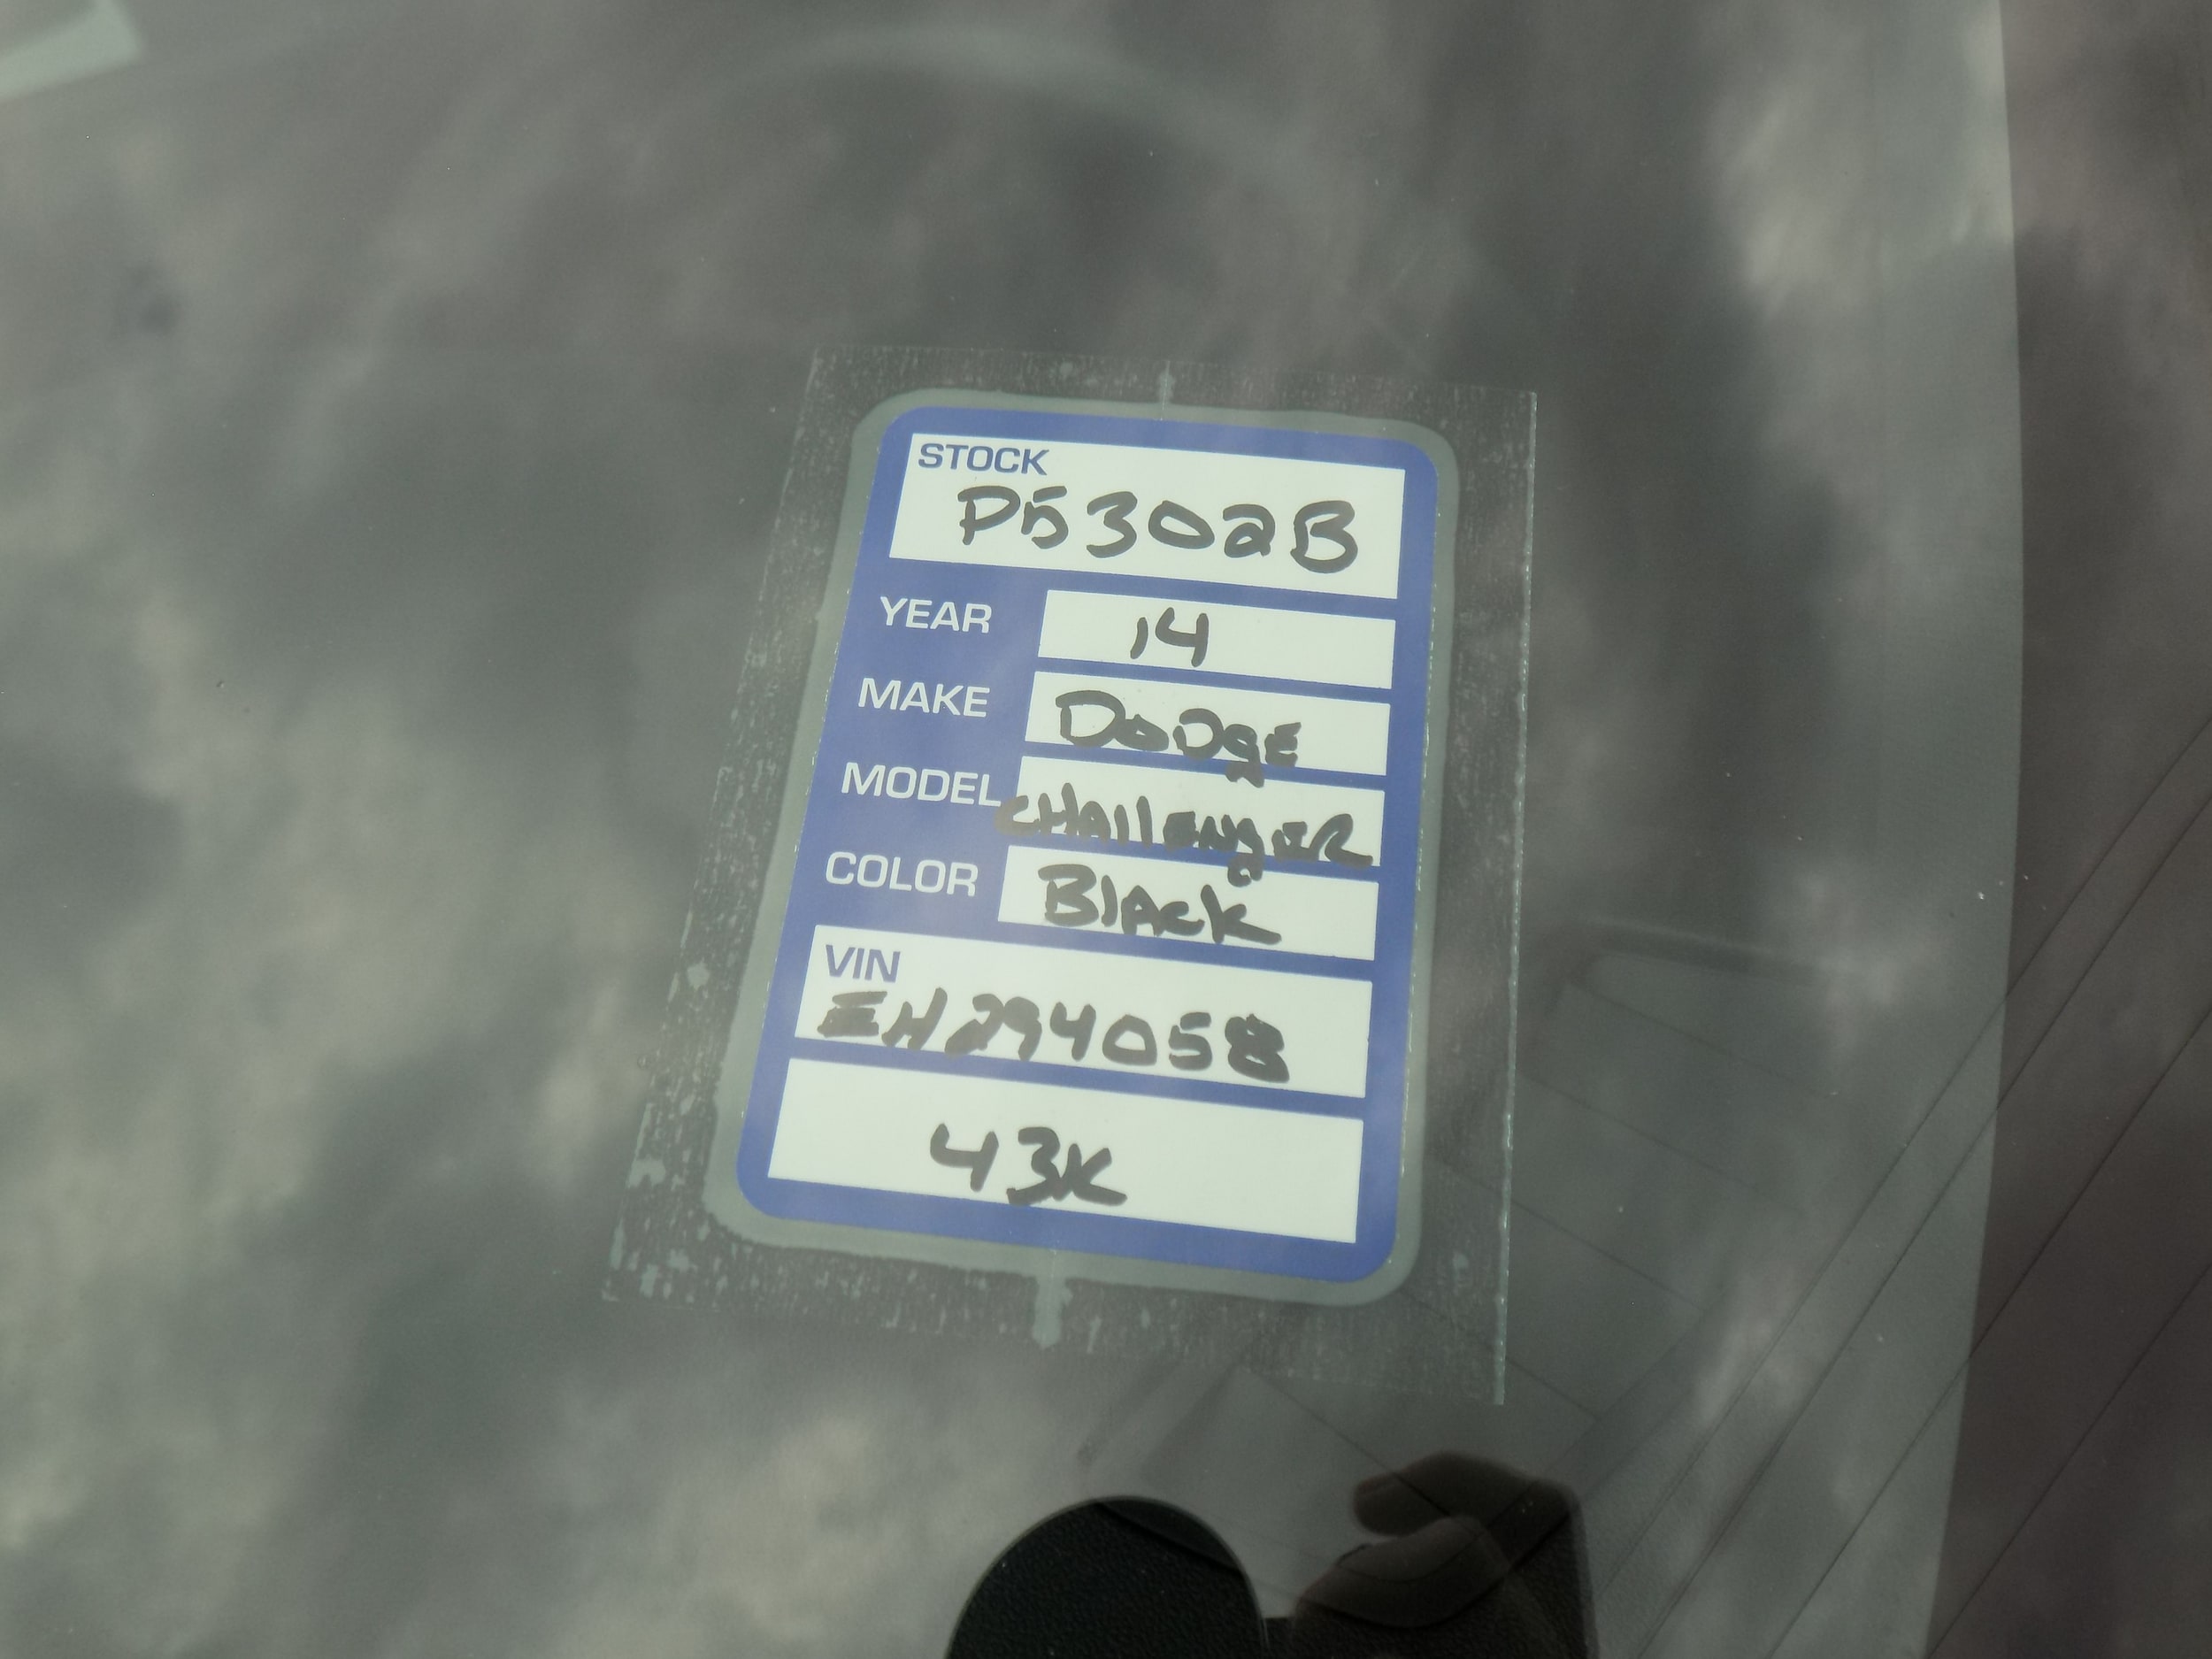 STOCK
P5302B
YEAR 14
MAKE DODgE
MODEL CHAllENgER
COLOR BlAck
VIN
EH294058
43K